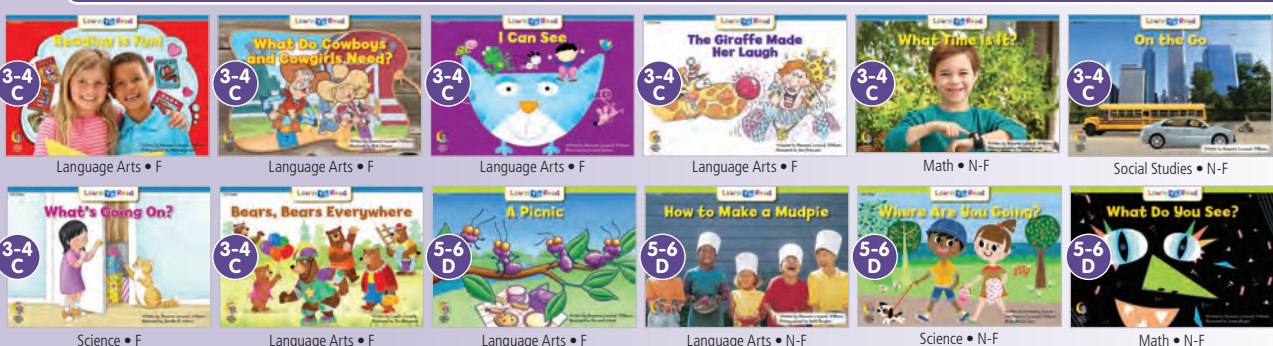 Learn to Read
Reading Is Fun!
3-4
C
Language Arts • F
Learn to Read
What Do Cowboys
and Cowgirls Need?
3-4
C
Language Arts • F
Learn to Read
I Can See
3-4
C
Language Arts • F
Learn to Read
The Giraffe Made
Her Laugh
3-4
C
Language Arts • F
Learn to Read
What Time Is It?
3-4
C
Math • N-F
Learn to Read
On the Go
3-4
C
Social Studies • N-F
Learn to Read
What's Going On?
3-4
C
Science • F
Learn to Read
Bears, Bears Everywhere
3-4
C
Language Arts • F
Learn to Read
A Picnic
5-6
D
Language Arts • F
Learn to Read
How to Make a Mudpie
5-6
D
Language Arts • N-F
Learn to Read
Where Are You Going?
5-6
D
Science • N-F
Learn to Read
What Do You See?
5-6
D
Math • N-F